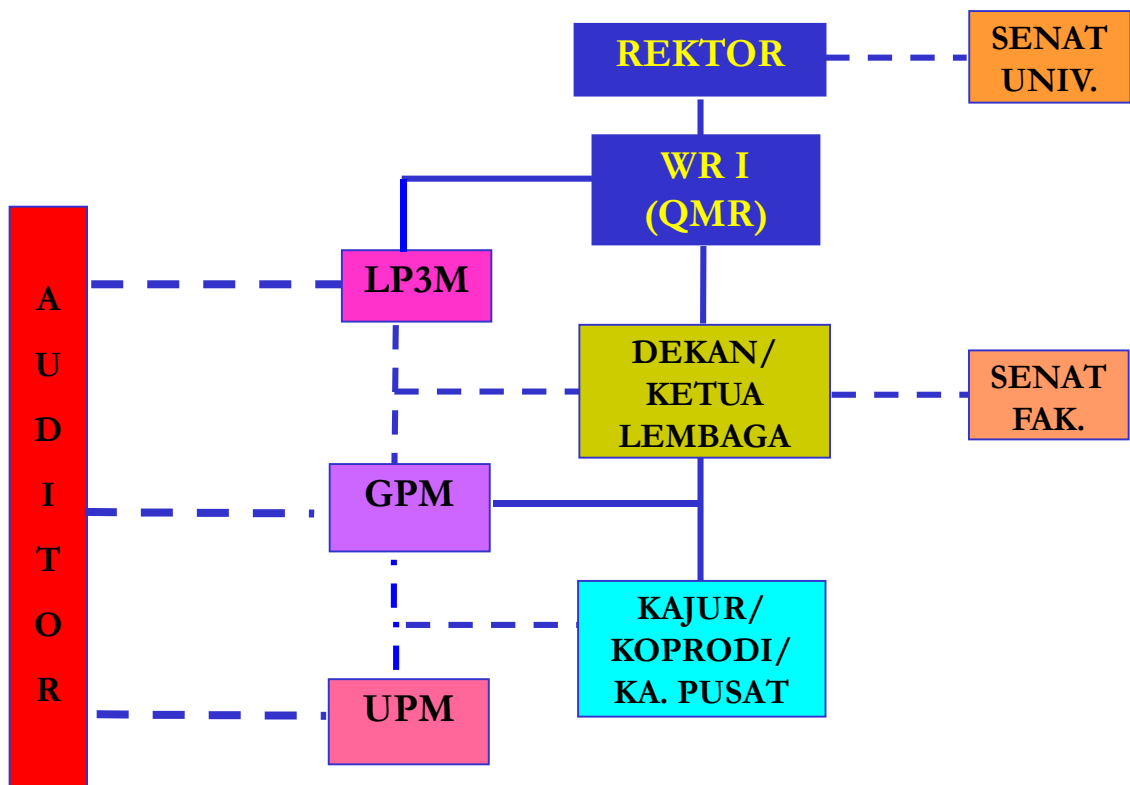 REKTOR
SENAT
UNIV.
WR I
(QMR)
A
U
D
I
T
O
R
LP3M
DEKAN/
KETUA
LEMBAGA
SENAT
FAK.
GPM
KAJUR/
KOPRODI/
KA. PUSAT
UPM